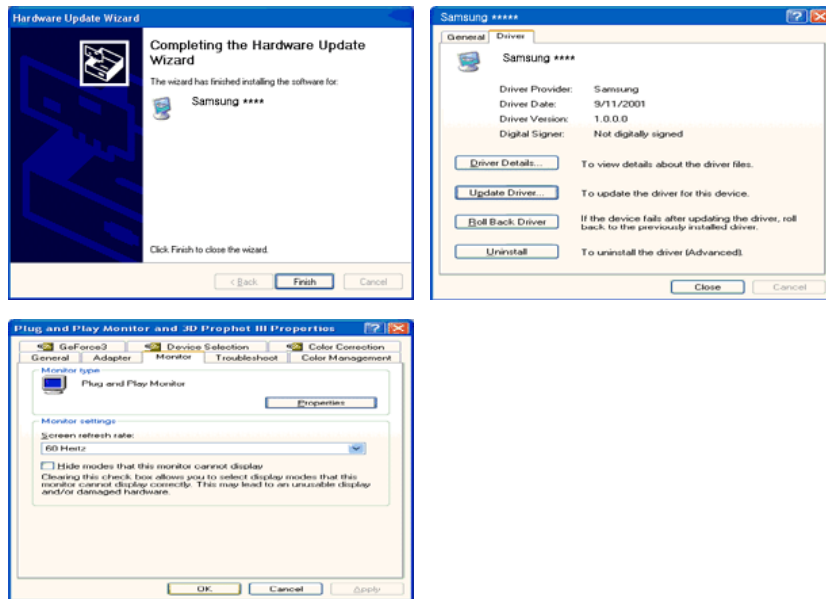 Hardware Update Wizard
Completing the Hardware Update
Wizard
The wizard has finished installing the software for:
Samsung ****
Click Finish to close the wizard.
< Back
Finish
Cancel
Samsung *****
General
Driver
Samsung ****
Driver Provider:
Samsung
Driver Date:
9/11/2001
Driver Version:
1.0.0.0
Digital Signer:
Not digitally signed
Driver Details...
To view details about the driver files.
Update Driver...
To update the driver for this device.
Roll Back Driver
If the device fails after updating the driver, roll
back to the previously installed driver.
Uninstall
To uninstall the driver (Advanced).
Close
Cancel
Plug and Play Monitor and 3D Prophet III Properties
GeForce3
Device Selection
Color Correction
General
Adapter
Monitor
Troubleshoot
Color Management
Monitor type
Plug and Play Monitor
Properties
Monitor settings
Screen refresh rate:
60 Hertz
Hide modes that this monitor cannot display
Clearing this check box allows you to select display modes that this
monitor cannot display correctly. This may lead to an unusable display
and/or damaged hardware.
OK
Cancel
Apply